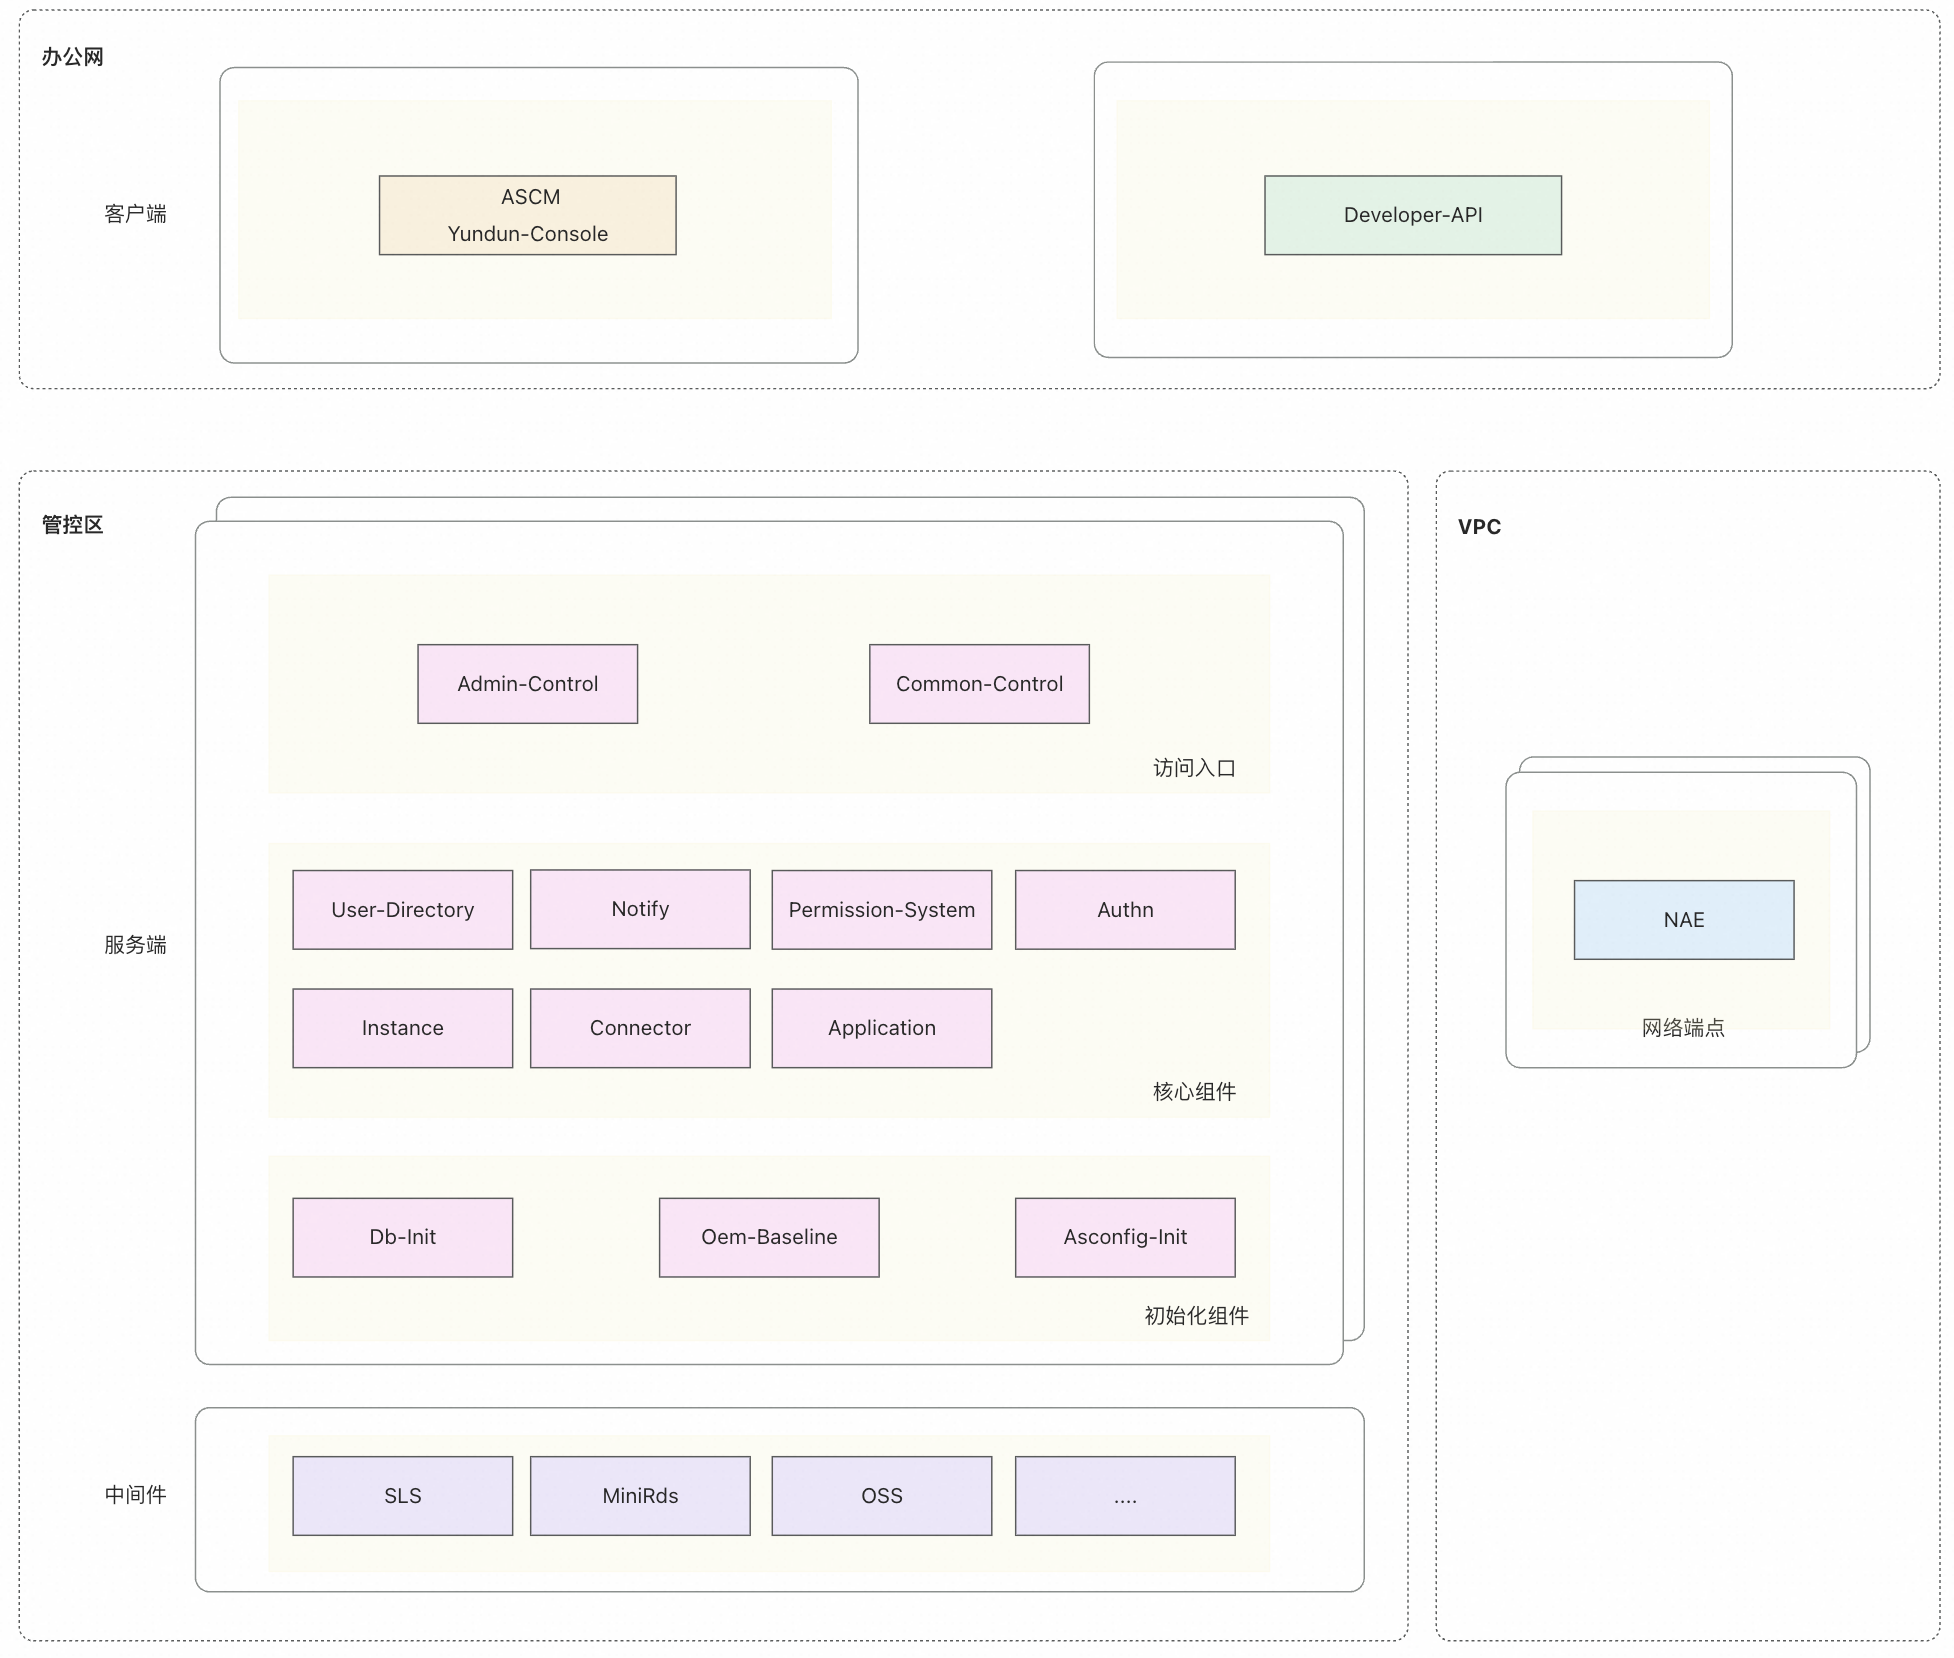 办公网
客户端
ASCM
Yundun-Console
Developer-API
管控区
VPC
Admin-Control
Common-Control
访问入口
服务端
User-Directory
Notify
Permission-System
Authn
Instance
Connector
Application
核心组件
NAE
网络端点
Db-Init
Oem-Baseline
Asconfig-Init
初始化组件
中间件
SLS
MiniRds
OSS
....